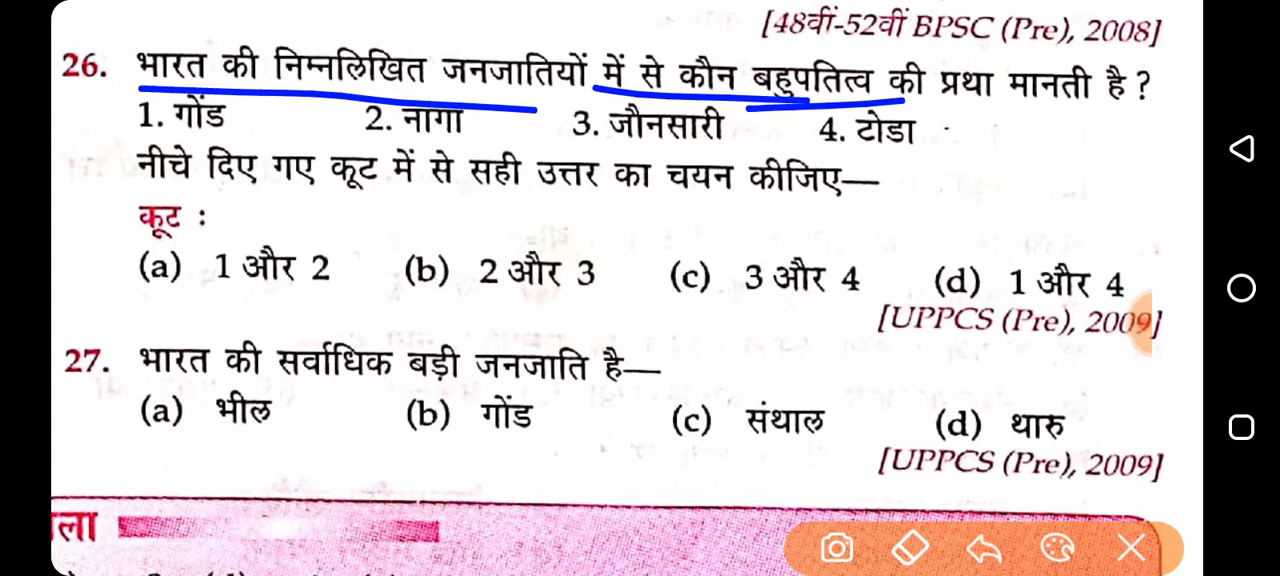 [48वीं-52वीं BPSC (Pre), 2008]
26. भारत की निम्नलिखित जनजातियों में से कौन बहुपतित्व की प्रथा मानती है ?
1. गोंड 2. नागा 3. जौनसारी 4. टोडा
नीचे दिए गए कूट में से सही उत्तर का चयन कीजिए—
कूट :
(a) 1 और 2 (b) 2 और 3 (c) 3 और 4 (d) 1 और 4
[UPPCS (Pre), 2009]
27. भारत की सर्वाधिक बड़ी जनजाति है—
(a) भील (b) गोंड (c) संथाल (d) थारु
[UPPCS (Pre), 2009]